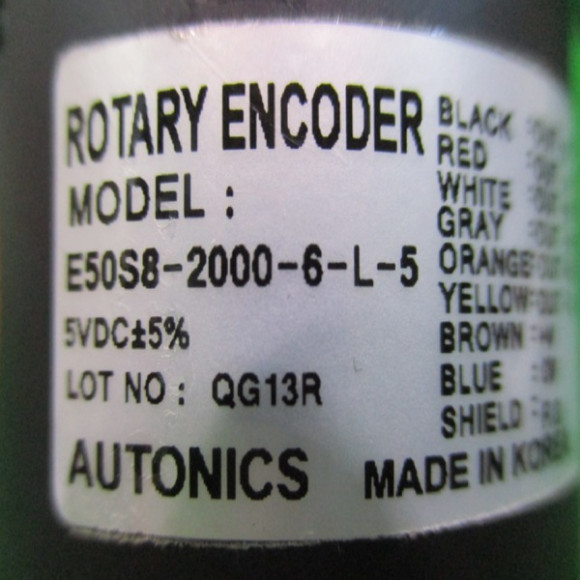 ROTARY ENCODER
MODEL :
E50S8-2000-6-L-5
5VDC±5%
LOT NO : QG13R
AUTONICS
BLACK
RED
WHITE
GRAY
ORANGE
YELLOW
BROWN
BLUE
SHIELD
MADE IN KOREA